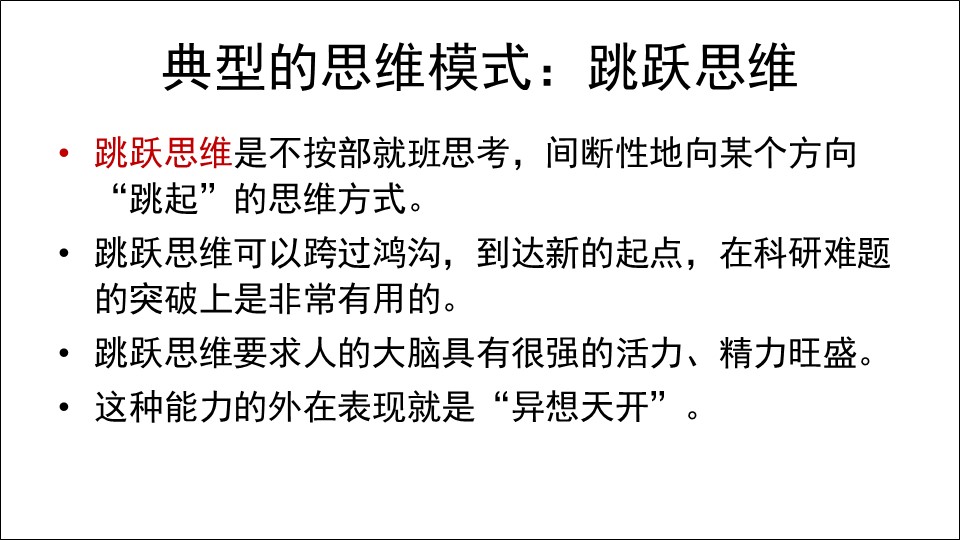 典型的思维模式：跳跃思维
• 跳跃思维是不按部就班思考，间断性地向某个方向
“跳起”的思维方式。
• 跳跃思维可以跨过鸿沟，到达新的起点，在科研难题
的突破上是非常有用的。
• 跳跃思维要求人的大脑具有很强的活力、精力旺盛。
• 这种能力的外在表现就是“异想天开”。